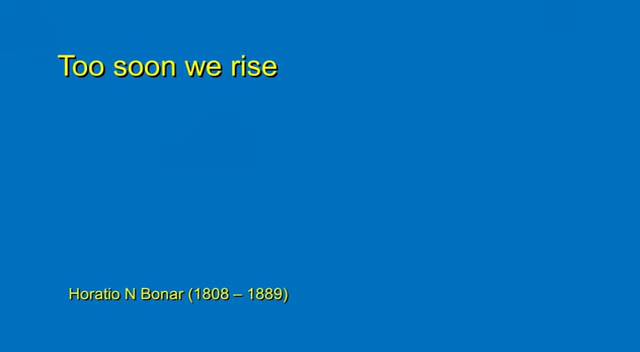 Too soon we rise
Horatio N Bonar (1808 – 1889)